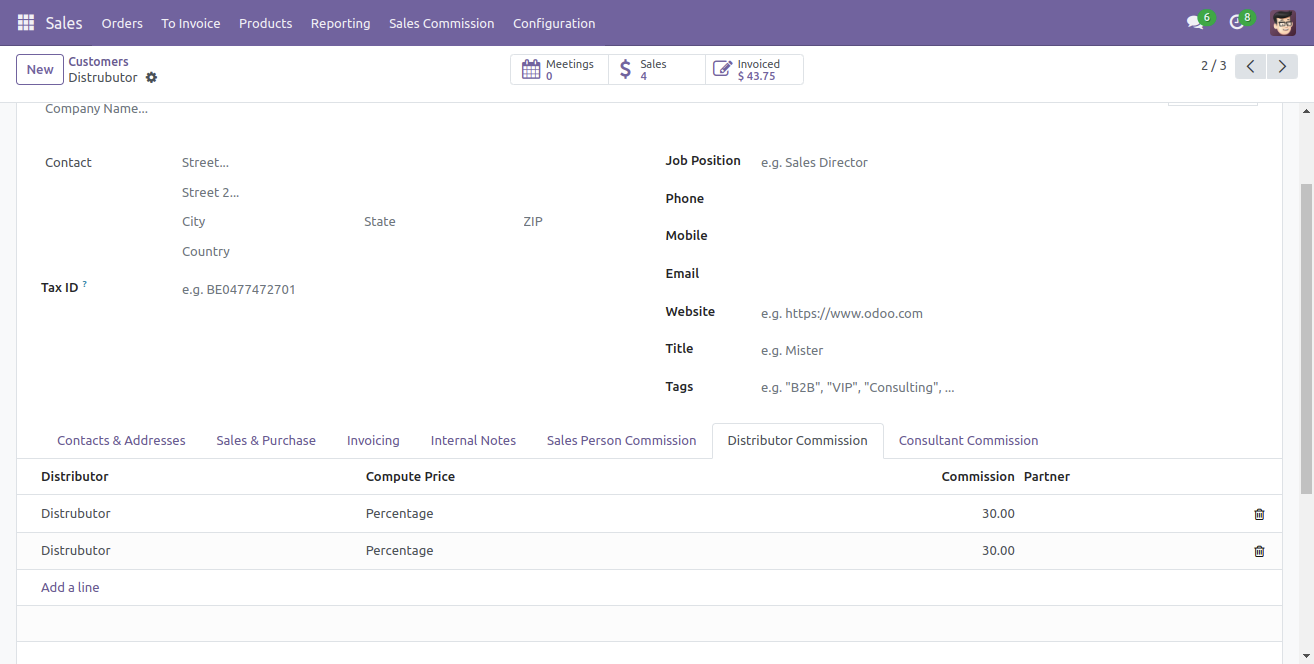 Sales Orders To Invoice Products Reporting Sales Commission Configuration 6 8
New Customers
Distrubutor
Meetings
0
Sales
4
Invoiced
$ 43.75
2 / 3
Company Name...
Contact Street...
Street 2...
City State ZIP
Country
Tax ID ? e.g. BE0477472701
Job Position e.g. Sales Director
Phone
Mobile
Email
Website e.g. https://www.odoo.com
Title e.g. Mister
Tags e.g. "B2B", "VIP", "Consulting", ...
Contacts & Addresses Sales & Purchase Invoicing Internal Notes Sales Person Commission Distributor Commission Consultant Commission
Distributor Compute Price Commission Partner
Distrubutor Percentage 30.00
Distrubutor Percentage 30.00
Add a line